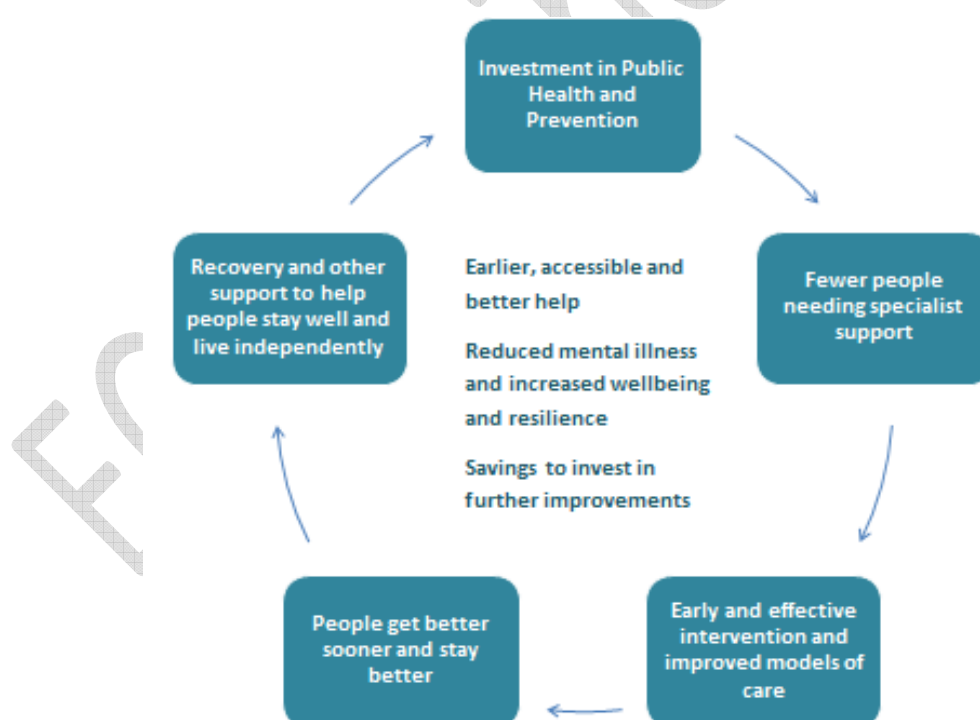 Investment in Public
Health and
Prevention
Recovery and other
support to help
people stay well and
live independently
Earlier, accessible and
better help
Reduced mental illness
and increased wellbeing
and resilience
Savings to invest in
further improvements
Fewer people
needing specialist
support
People get better
sooner and stay
better
Early and effective
intervention and
improved models of
care